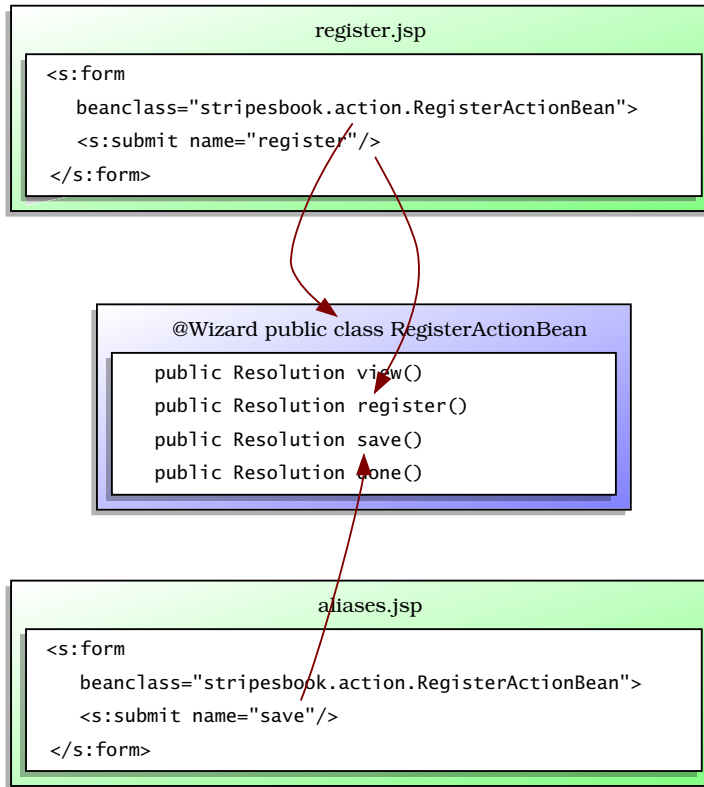 register.jsp
<s:form
beanclass="stripesbook.action.RegisterActionBean">
<s:submit name="register"/>
</s:form>
@Wizard public class RegisterActionBean
public Resolution view()
public Resolution register()
public Resolution save()
public Resolution done()
aliases.jsp
<s:form
beanclass="stripesbook.action.RegisterActionBean">
<s:submit name="save"/>
</s:form>